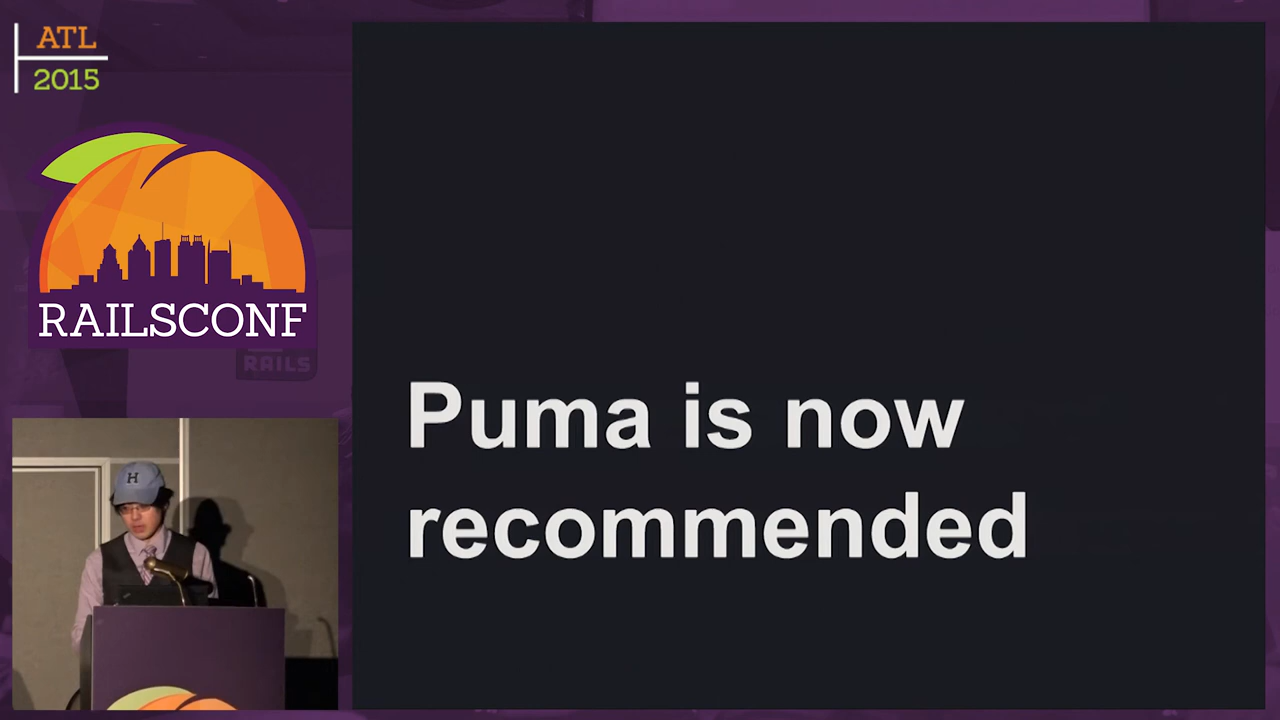 ATL
2015
RAILSCONF
RAILS
H
Puma is now
recommended